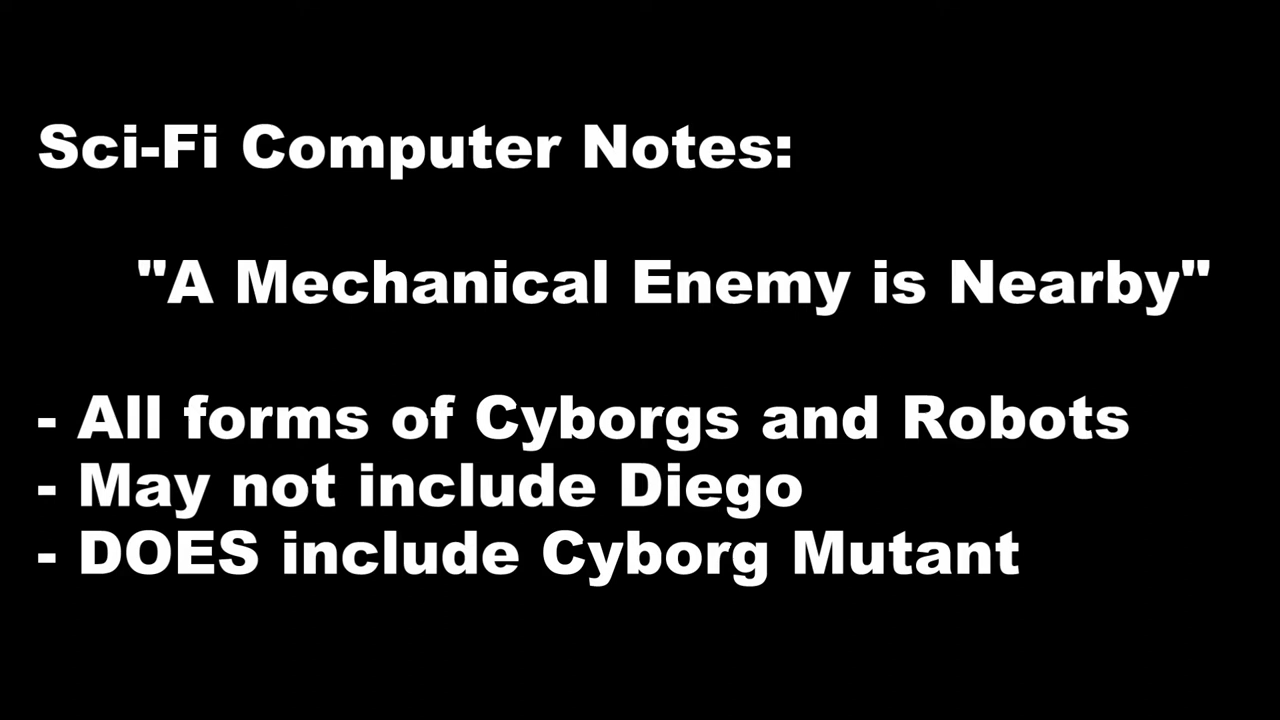 Sci-Fi Computer Notes:
"A Mechanical Enemy is Nearby"
- All forms of Cyborgs and Robots
- May not include Diego
- DOES include Cyborg Mutant